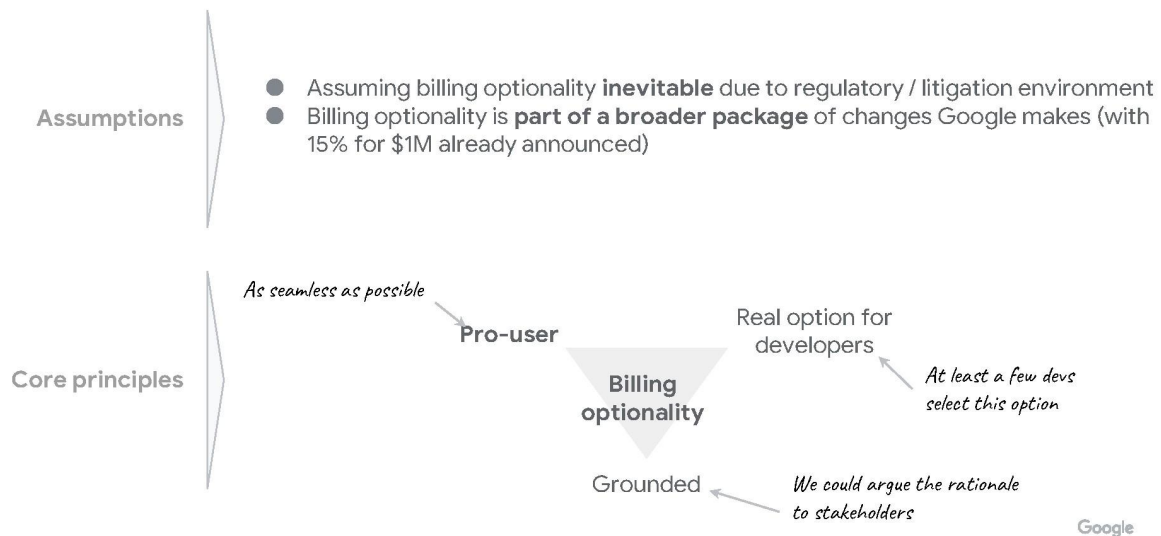 Assumptions
● Assuming billing optionality inevitable due to regulatory / litigation environment
● Billing optionality is part of a broader package of changes Google makes (with
15% for $1M already announced)
Core principles
As seamless as possible
Pro-user
Real option for
developers
At least a few devs
select this option
Billing
optionality
Grounded
We could argue the rationale
to stakeholders
Google